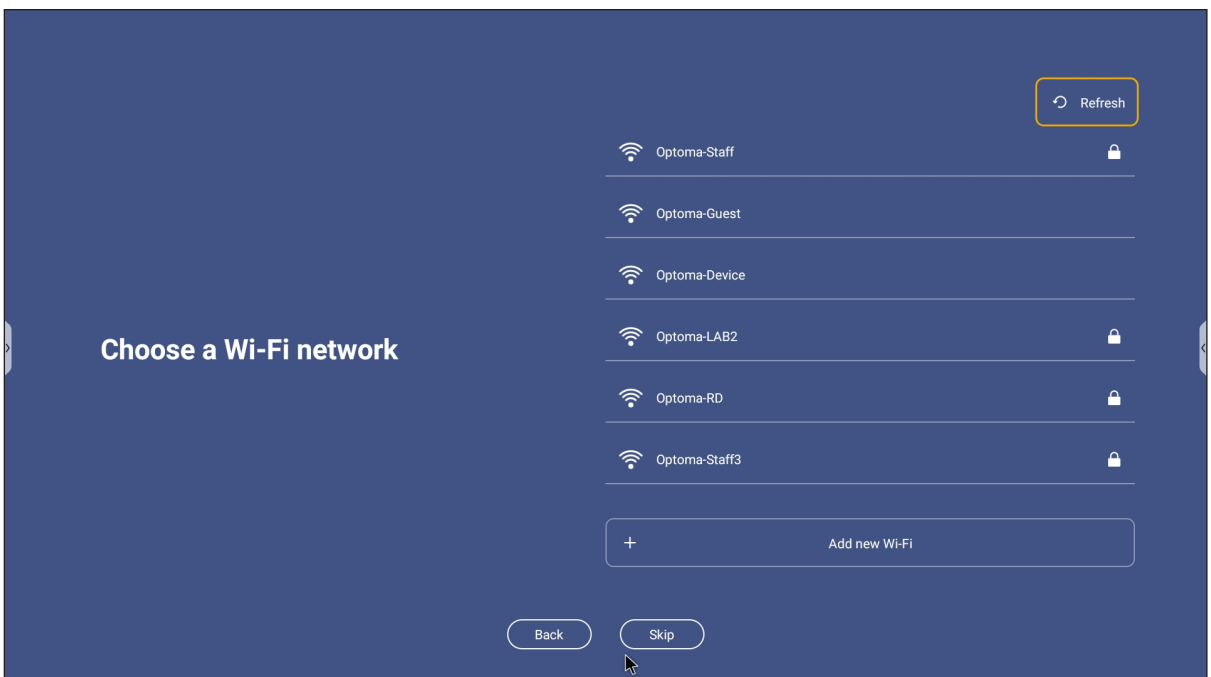 Refresh
Optoma-Staff
Optoma-Guest
Optoma-Device
Choose a Wi-Fi network
Optoma-LAB2
Optoma-RD
Optoma-Staff3
+ Add new Wi-Fi
Back Skip